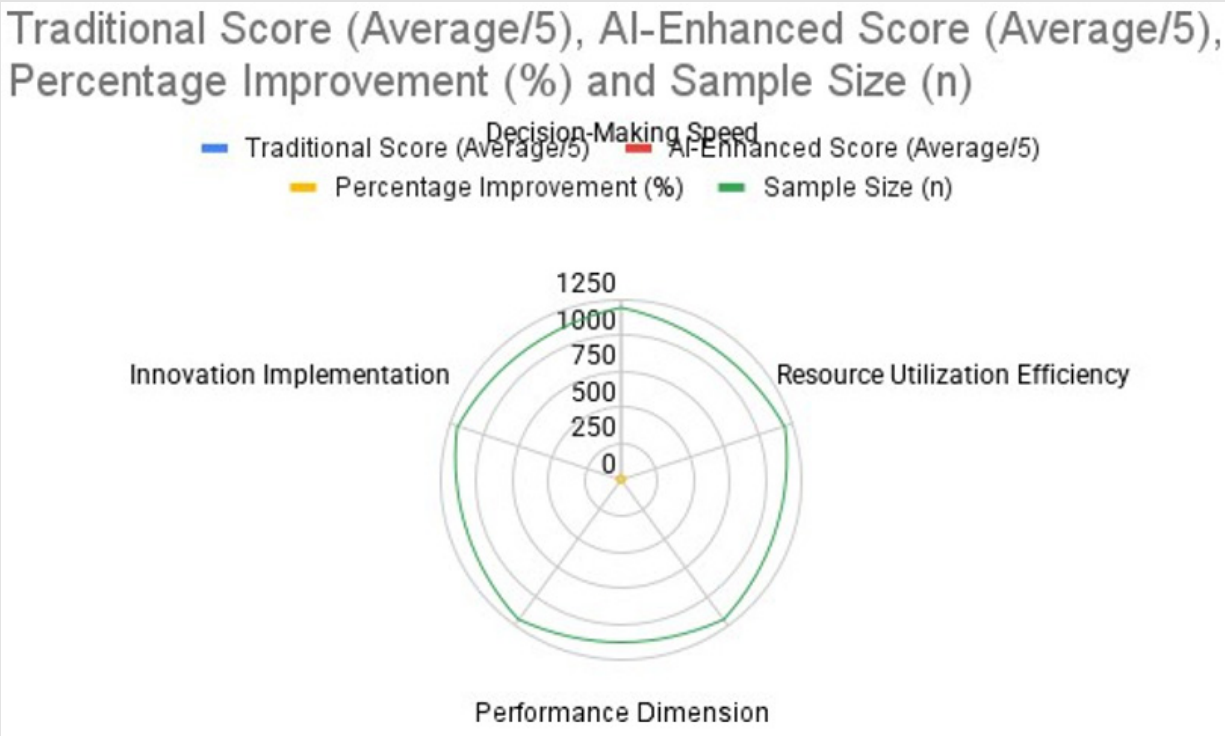 Traditional Score (Average/5), AI-Enhanced Score (Average/5),
Percentage Improvement (%) and Sample Size (n)
Decision-Making Speed
Traditional Score (Average/5) AI-Enhanced Score (Average/5)
Percentage Improvement (%) Sample Size (n)
1250
1000
750
500
250
0
Innovation Implementation Resource Utilization Efficiency
Performance Dimension